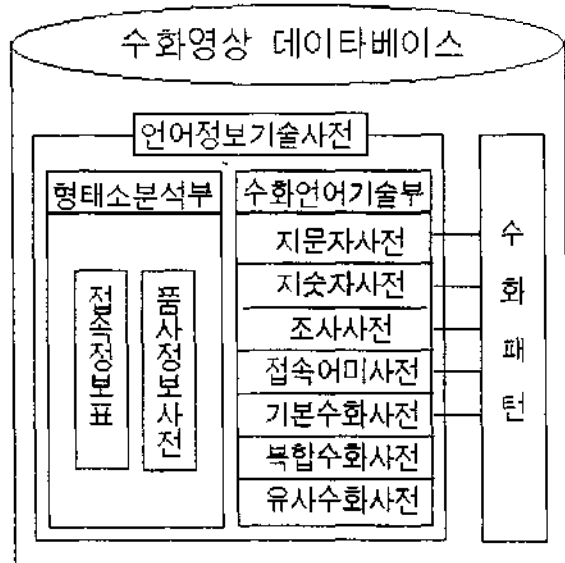 수화영상 데이타베이스
언어정보기술사전
형태소분석부
접속정보표
품사정보사전
수화언어기술부
지문자사전
지숫자사전
조사사전
접속어미사전
기본수화사전
복합수화사전
유사수화사전
수화패턴